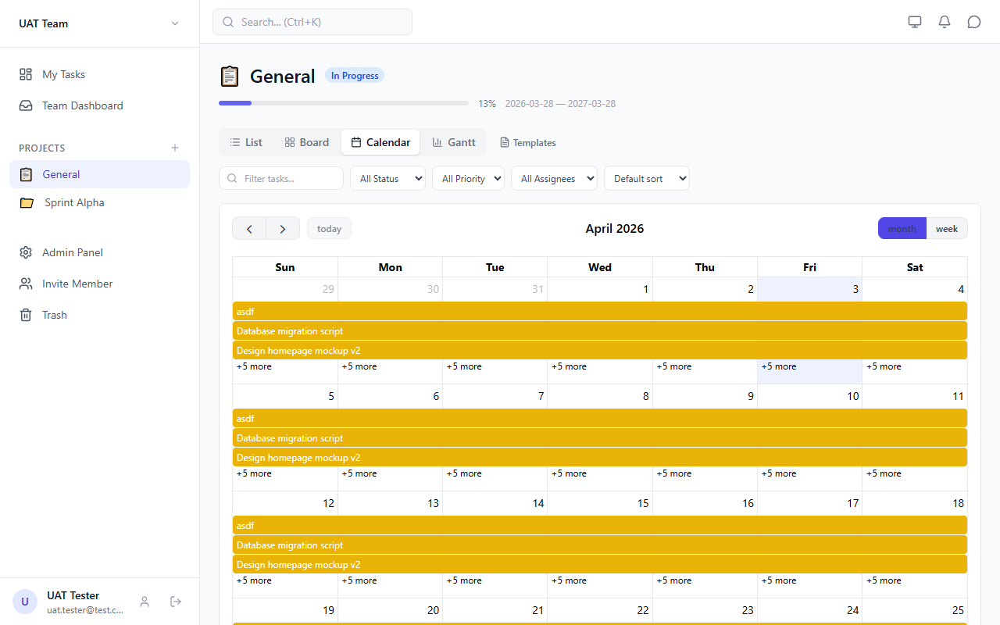 UAT Team
Search... (Ctrl+K)
My Tasks
Team Dashboard
PROJECTS
General
Sprint Alpha
Admin Panel
Invite Member
Trash
UAT Tester
U
uat.tester@test.c...
General In Progress
13% 2026-03-28 — 2027-03-28
List Board Calendar Gantt Templates
Filter tasks... All Status All Priority All Assignees Default sort
today April 2026 month week
Sun Mon Tue Wed Thu Fri Sat
29 30 31 1 2 3 4
asdf
Database migration script
Design homepage mockup v2
+5 more +5 more +5 more +5 more +5 more +5 more +5 more
5 6 7 8 9 10 11
asdf
Database migration script
Design homepage mockup v2
+5 more +5 more +5 more +5 more +5 more +5 more +5 more
12 13 14 15 16 17 18
asdf
Database migration script
Design homepage mockup v2
+5 more +5 more +5 more +5 more +5 more +5 more +5 more
19 20 21 22 23 24 25